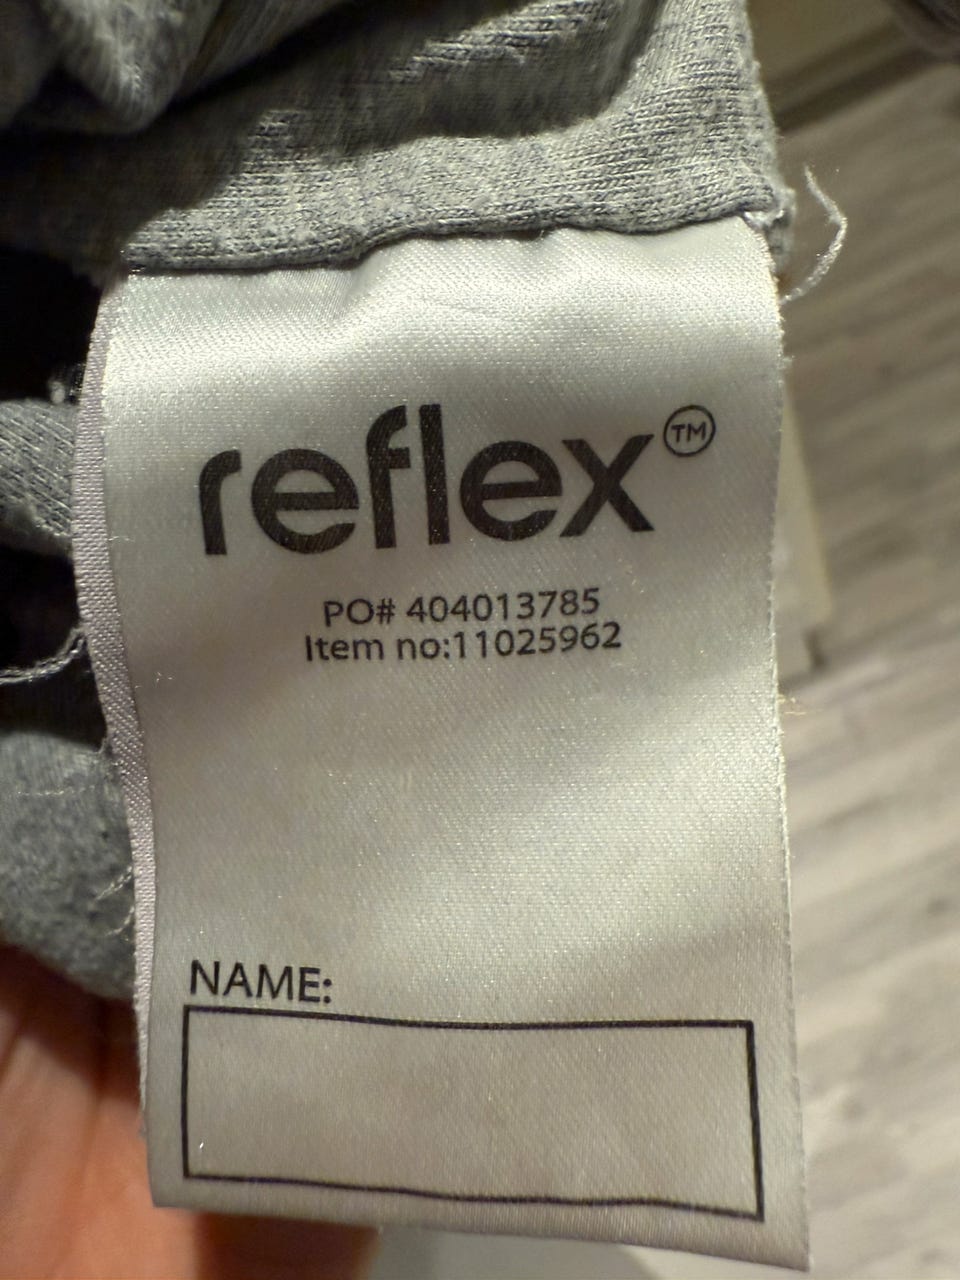 reflex™
PO# 404013785
Item no:11025962
NAME: